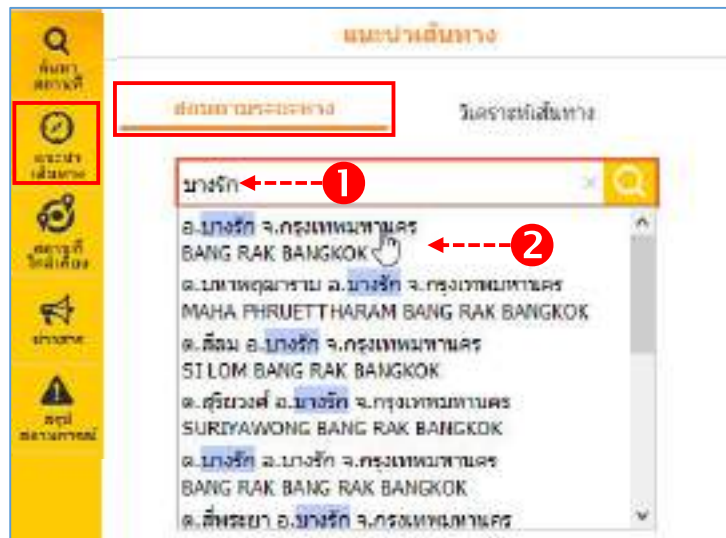 แนะนำเส้นทาง
ค้นหา
สถานที่
แนะนำ
เส้นทาง
สถานที่
ใกล้เคียง
ข่าวสาร
สรุป
สถานการณ์
สอบถามระยะทาง
วิเคราะห์เส้นทาง
บางรัก
1
อ.บางรัก จ.กรุงเทพมหานคร
BANG RAK BANGKOK
2
ต.มหาพฤฒาราม อ.บางรัก จ.กรุงเทพมหานคร
MAHA PHRUETTHARAM BANG RAK BANGKOK
ต.สีลม อ.บางรัก จ.กรุงเทพมหานคร
SI LOM BANG RAK BANGKOK
ต.สุริยวงศ์ อ.บางรัก จ.กรุงเทพมหานคร
SURIYAWONG BANG RAK BANGKOK
ต.บางรัก อ.บางรัก จ.กรุงเทพมหานคร
BANG RAK BANG RAK BANGKOK
ต.สี่พระยา อ.บางรัก จ.กรุงเทพมหานคร